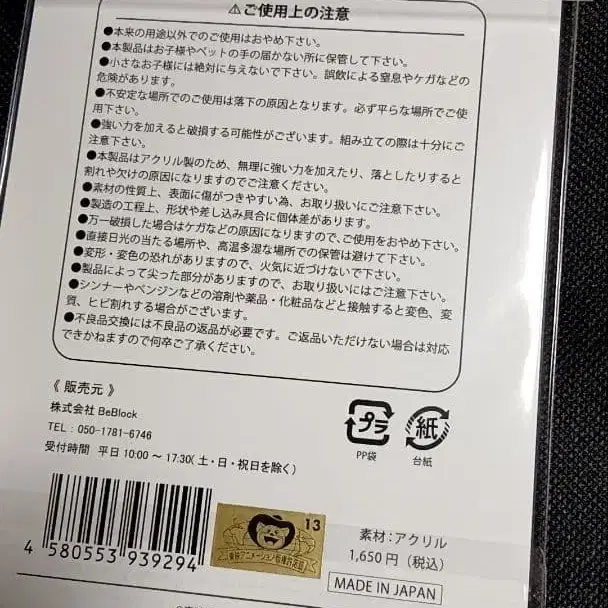 ⚠ご使用上の注意
●本来の用途以外でのご使用はおやめ下さい。
●本製品はお子様やペットの手の届かない所に保管して下さい。
●小さなお子様には絶対に与えないで下さい。誤飲による窒息やケガなどの
危険があります。
●不安定な場所でのご使用は落下の原因となります。必ず平らな場所でご使
用下さい。
●強い力を加えると破損する可能性がございます。組み立ての際は十分にご
注意下さい。
●本製品はアクリル製のため、無理に強い力を加えたり、落としたりすると
割れや欠けの原因になりますのでご注意ください。
●素材の性質上、表面に傷がつきやすい為、お取り扱いにご注意下さい。
●製造の工程上、形状や差し込み具合に個体差があります。
●万一破損した場合はケガなどの原因になりますので、ご使用をおやめ下さい。
●直接日光の当たる場所や、高温多湿な場所での保管は避けて下さい。
●変形・変色の恐れがありますので、火気に近づけないで下さい。
●製品によって尖った部分がありますので、お取り扱いにはご注意下さい。
●シンナーやベンジンなどの溶剤や薬品・化粧品などと接触すると変色、変
質、ヒビ割れする場合がございます。
●不良品交換には不良品の返品が必要です。ご返品いただけない場合は対応
できかねますので何卒ご了承ください。
《 販売元 》
株式会社 BeBlock
TEL : 050-1781-6746
受付時間 平日 10:00 ～ 17:30( 土・日・祝日を除く)
プラ
PP袋
紙
台紙
13
東映アニメーション版権許諾証
4 580553 939294
素材：アクリル
1,650 円（税込）
MADE IN JAPAN